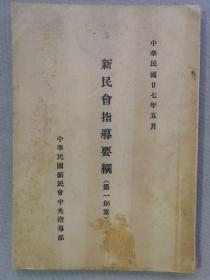 中華民國廿七年五月
新民會指導要綱(第一創案)
中華民國新民會中央指導部